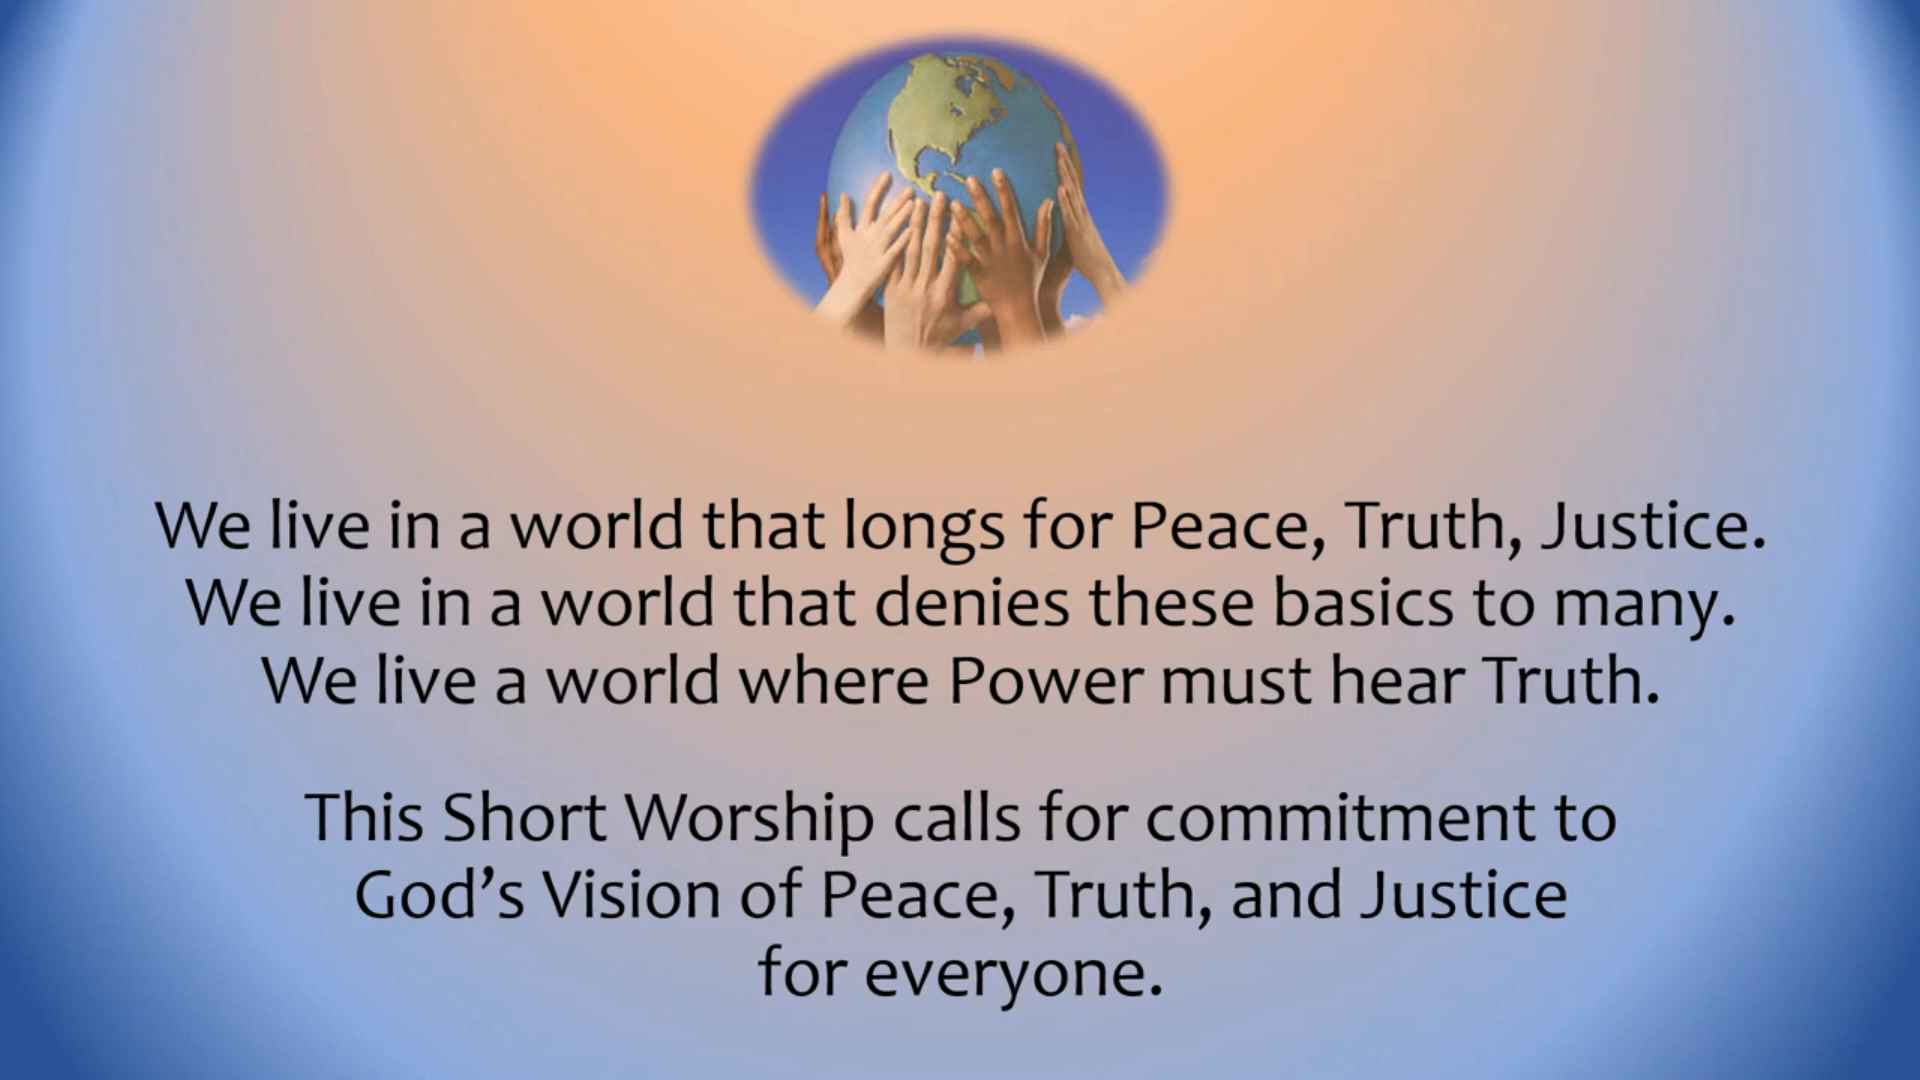 We live in a world that longs for Peace, Truth, Justice.
We live in a world that denies these basics to many.
We live a world where Power must hear Truth.
This Short Worship calls for commitment to
God’s Vision of Peace, Truth, and Justice
for everyone.